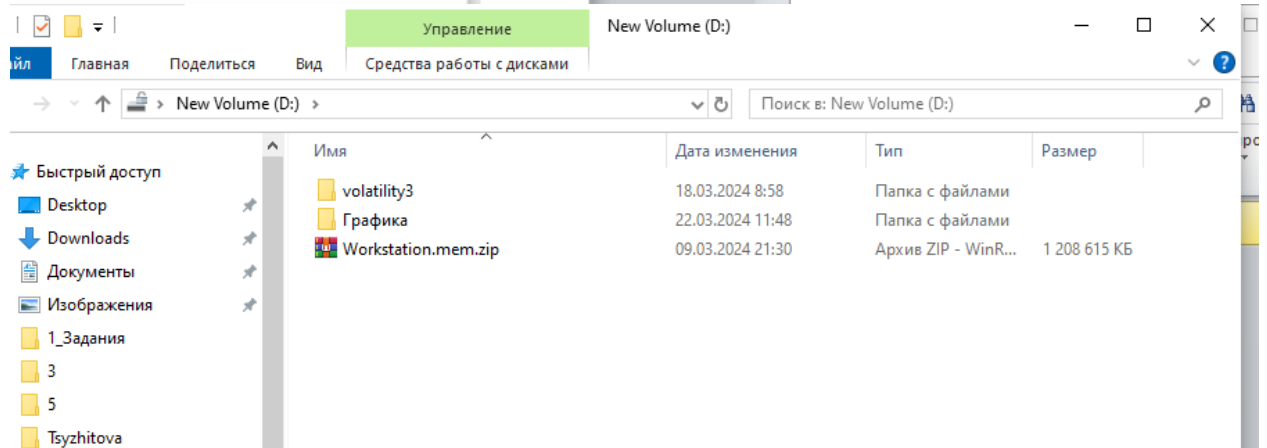 Управление New Volume (D:)
йл Главная Поделиться Вид Средства работы с дисками
New Volume (D:) Поиск в: New Volume (D:)
Имя Дата изменения Тип Размер
Быстрый доступ
volatility3 18.03.2024 8:58 Папка с файлами
Desktop
Графика 22.03.2024 11:48 Папка с файлами
Downloads
Workstation.mem.zip 09.03.2024 21:30 Архив ZIP - WinR... 1 208 615 КБ
Документы
Изображения
1_Задания
3
5
Tsyzhitova